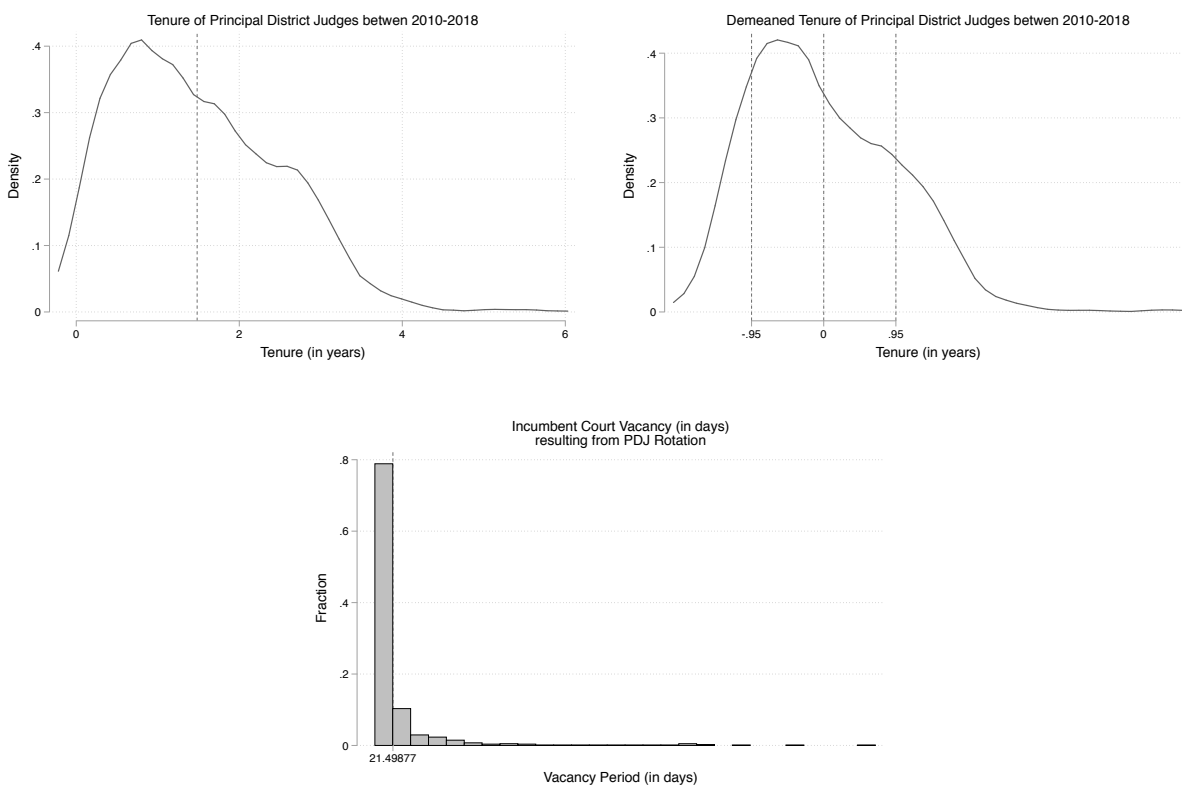 Tenure of Principal District Judges betwen 2010-2018
.4
.3
.2
.1
0
Density
0 2 4 6
Tenure (in years)
Demeaned Tenure of Principal District Judges betwen 2010-2018
.4
.3
.2
.1
0
Density
-.95 0 .95
Tenure (in years)
Incumbent Court Vacancy (in days)
resulting from PDJ Rotation
.8
.6
.4
.2
0
Fraction
21.49877
Vacancy Period (in days)